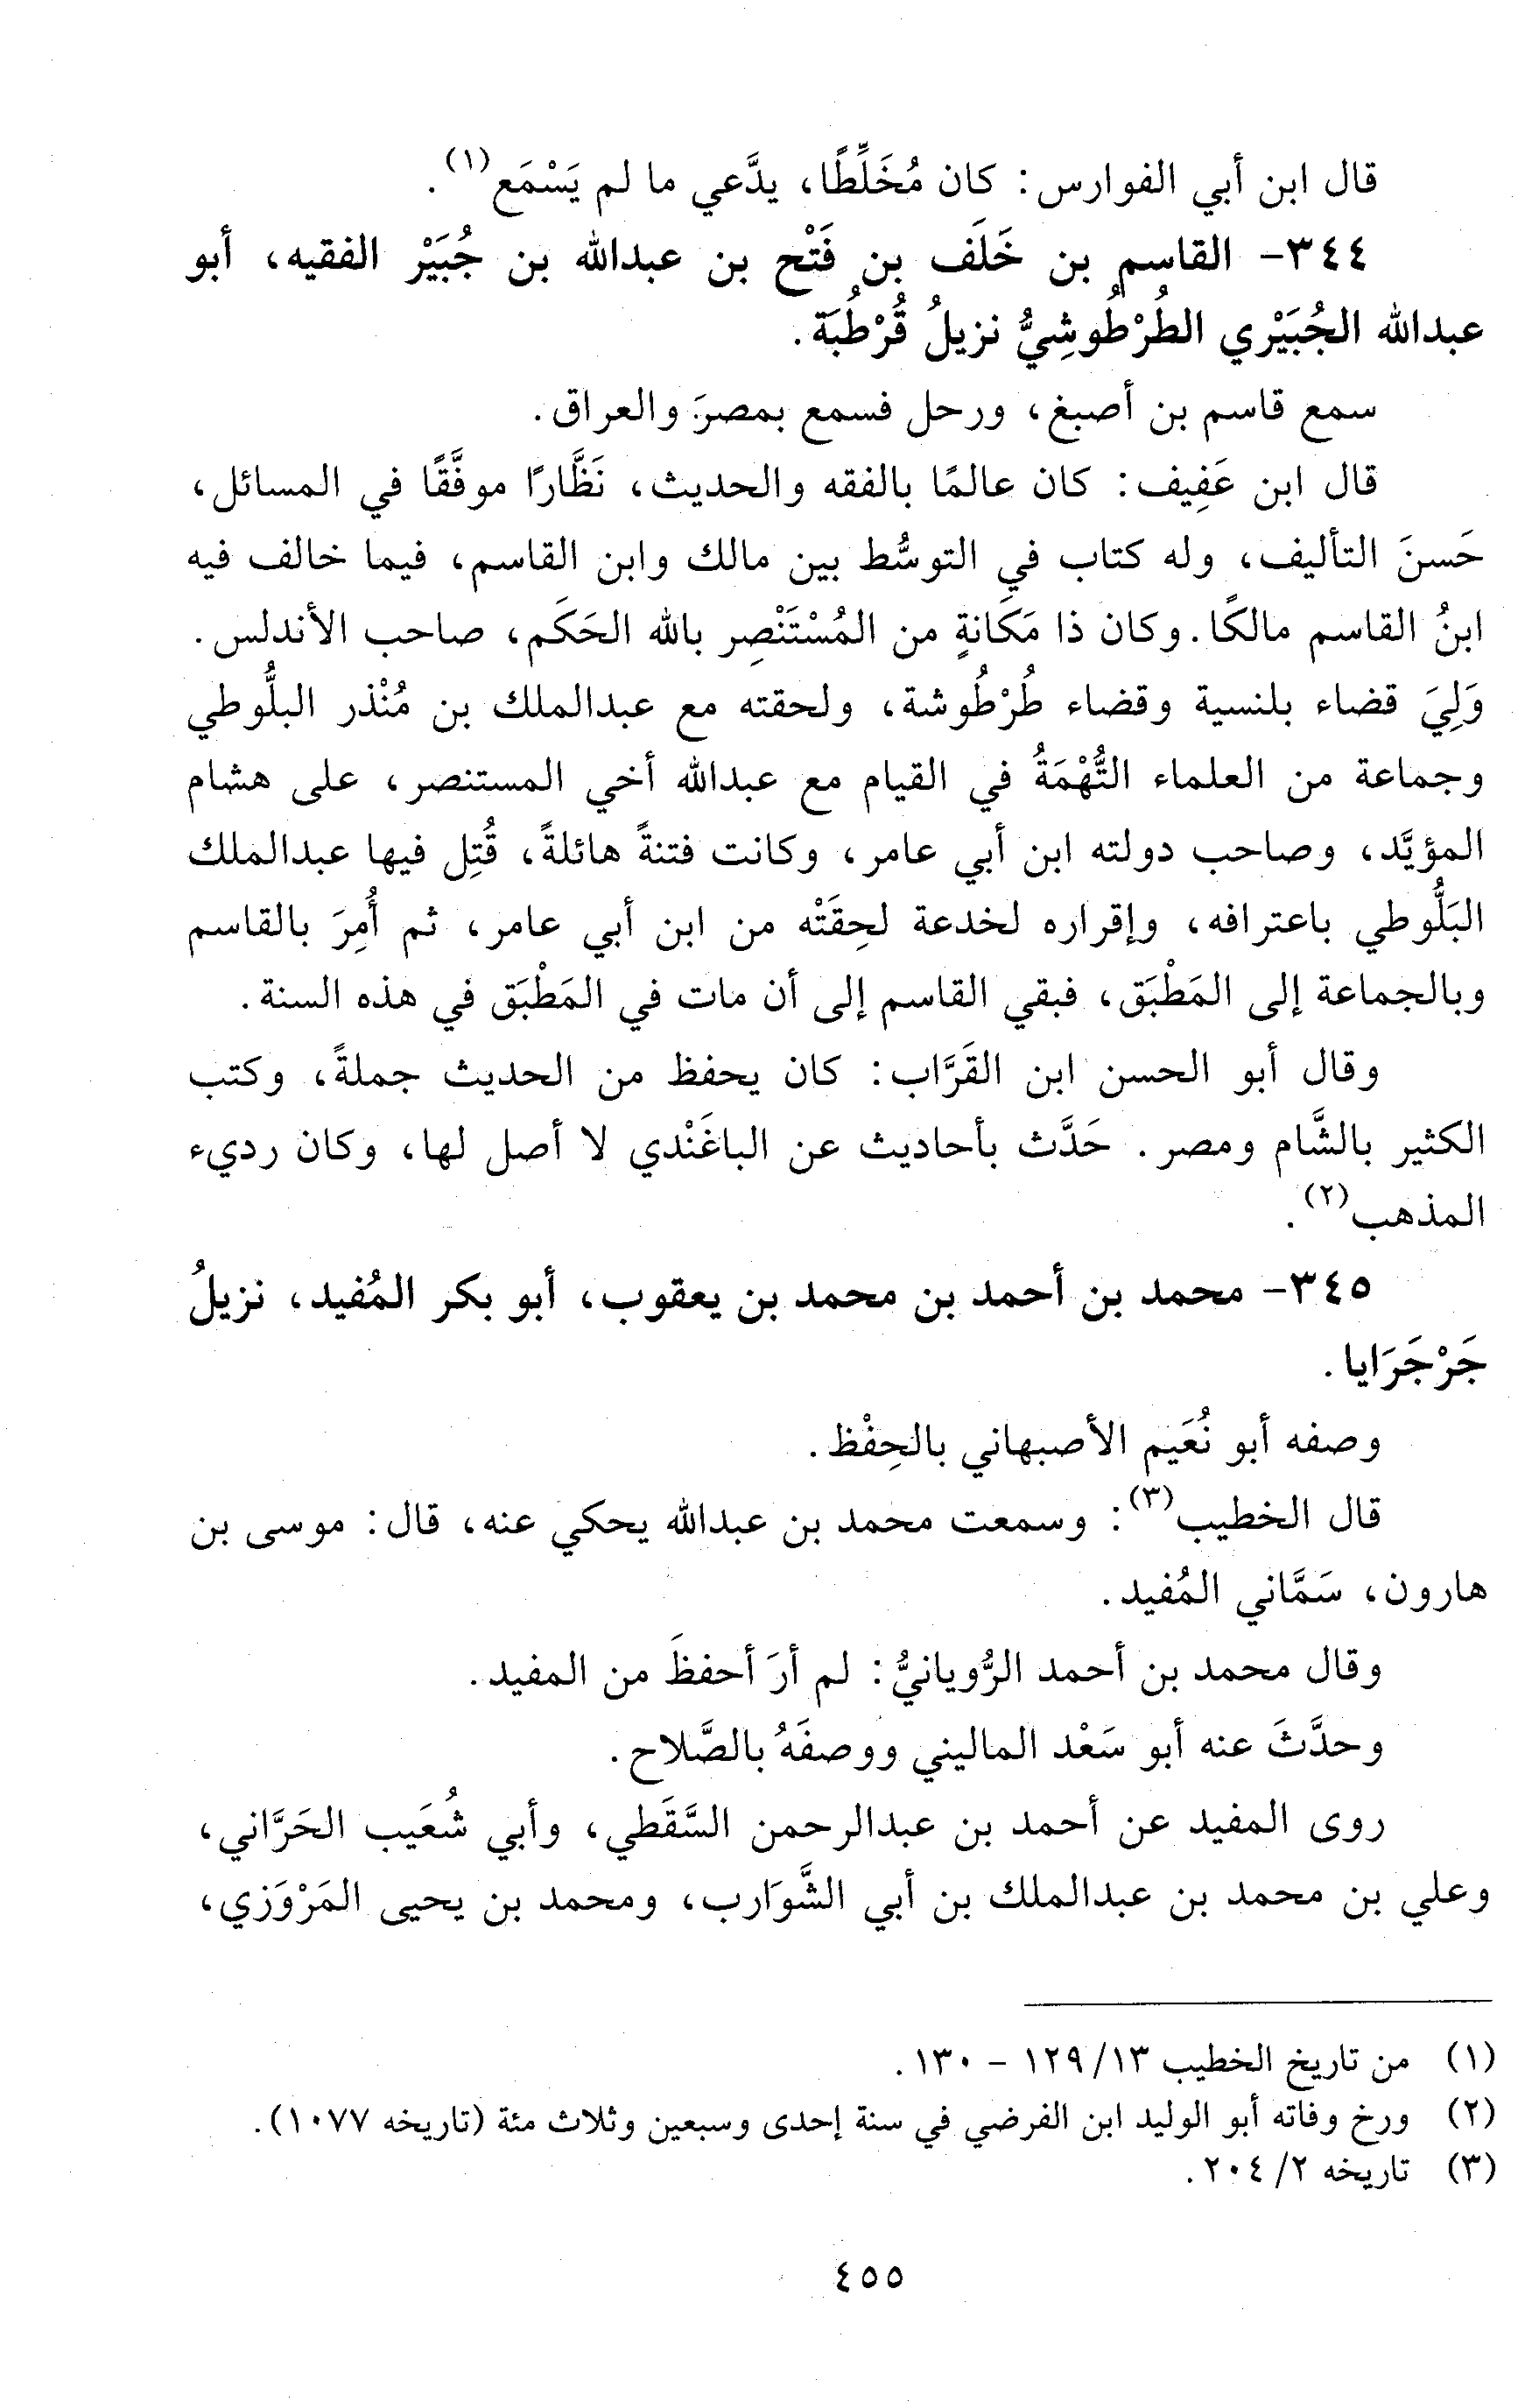 قال ابن أبي الفوارس: كان مُخَلِّطًا، يدَّعي ما لم يَسْمَع(١).
٣٤٤- القاسم بن خَلَف بن فَتْح بن عبدالله بن جُبَيْر الفقيه، أبو
عبدالله الجُبَيْري الطُرْطُوشِيُّ نزيلُ قُرْطُبَة.
سمع قاسم بن أصبغ، ورحل فسمع بمصرَ والعراق.
قال ابن عَفِيف: كان عالمًا بالفقه والحديث، نَظَّارًا موفَّقًا في المسائل،
حَسنَ التأليف، وله كتاب في التوسُّط بين مالك وابن القاسم، فيما خالف فيه
ابنُ القاسم مالكًا. وكان ذا مَكَانةٍ من المُسْتَنْصِر بالله الحَكَم، صاحب الأندلس.
وَلِيَ قضاء بلنسية وقضاء طُرْطُوشة، ولحقته مع عبدالملك بن مُنْذر البلُّوطي
وجماعة من العلماء التُّهْمَةُ في القيام مع عبدالله أخي المستنصر، على هشام
المؤيَّد، وصاحب دولته ابن أبي عامر، وكانت فتنةً هائلةً، قُتِل فيها عبدالملك
البَلُّوطي باعترافه، وإقراره لخدعة لحِقَتْه من ابن أبي عامر، ثم أُمِرَ بالقاسم
وبالجماعة إلى المَطْبَق، فبقي القاسم إلى أن مات في المَطْبَق في هذه السنة.
وقال أبو الحسن ابن القَرَّاب: كان يحفظ من الحديث جملةً، وكتب
الكثير بالشَّام ومصر. حَدَّث بأحاديث عن الباغَنْدي لا أصل لها، وكان رديء
المذهب(٢).
٣٤٥- محمد بن أحمد بن محمد بن يعقوب، أبو بكر المُفيد، نزيلُ
جَرْجَرَايا.
وصفه أبو نُعَيم الأصبهاني بالحِفْظ.
قال الخطيب(٣): وسمعت محمد بن عبدالله يحكي عنه، قال: موسى بن
هارون، سَمَّاني المُفيد.
وقال محمد بن أحمد الرُّويانيُّ: لم أرَ أحفظَ من المفيد.
وحدَّثَ عنه أبو سَعْد الماليني ووصفَهُ بالصَّلاح.
روى المفيد عن أحمد بن عبدالرحمن السَّقَطي، وأبي شُعَيب الحَرَّاني،
وعلي بن محمد بن عبدالملك بن أبي الشَّوَارب، ومحمد بن يحيى المَرْوَزي،
(١) من تاريخ الخطيب ١٣/ ١٢٩ – ١٣٠.
(٢) ورخ وفاته أبو الوليد ابن الفرضي في سنة إحدى وسبعين وثلاث مئة (تاريخه ١٠٧٧).
(٣) تاريخه ٢/ ٢٠٤.
٤٥٥